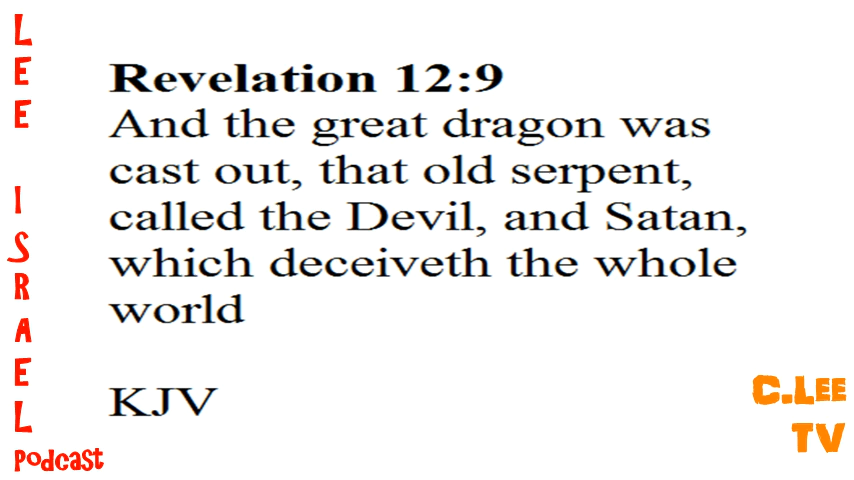 LEE ISRAEL
Podcast
Revelation 12:9
And the great dragon was
cast out, that old serpent,
called the Devil, and Satan,
which deceiveth the whole
world
KJV
C.LEE
TV